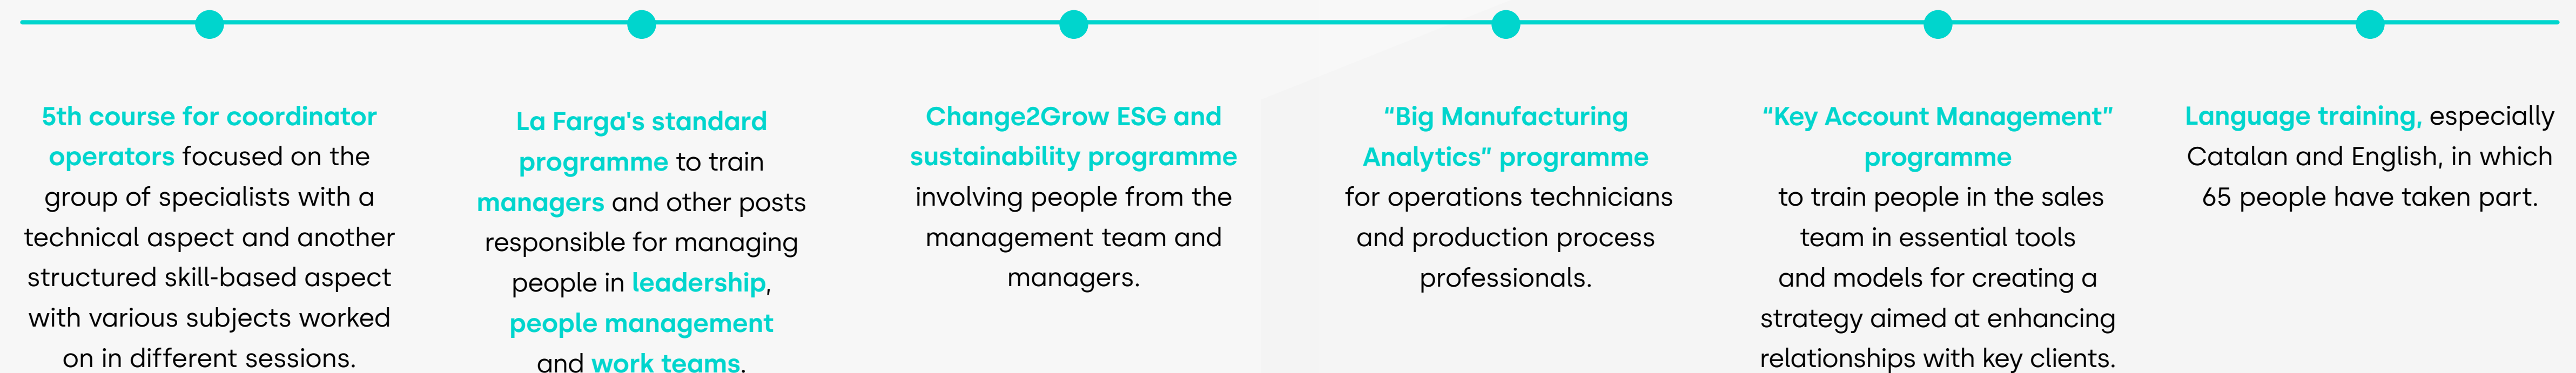 5th course for coordinator
operators focused on the
group of specialists with a
technical aspect and another
structured skill-based aspect
with various subjects worked
on in different sessions.
La Farga's standard
programme to train
managers and other posts
responsible for managing
people in leadership,
people management
and work teams.
Change2Grow ESG and
sustainability programme
involving people from the
management team and
managers.
“Big Manufacturing
Analytics” programme
for operations technicians
and production process
professionals.
“Key Account Management”
programme
to train people in the sales
team in essential tools
and models for creating a
strategy aimed at enhancing
relationships with key clients.
Language training, especially
Catalan and English, in which
65 people have taken part.